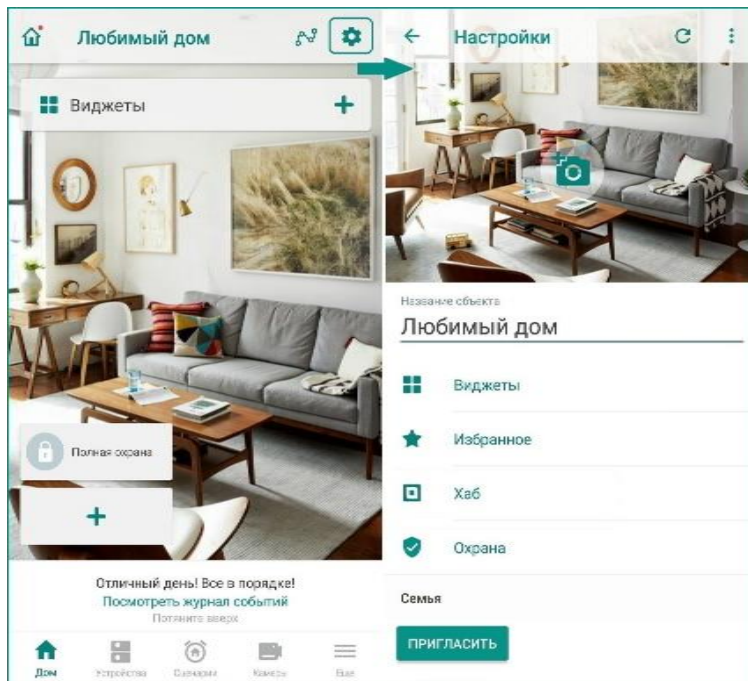 Любимый дом
Виджеты
Полная охрана
Отличный день! Все в порядке!
Посмотреть журнал событий
Потяните вверх
Дом
Устройства
Сценарии
Камеры
Еще
Настройки
Название объекта
Любимый дом
Виджеты
Избранное
Хаб
Охрана
Семья
ПРИГЛАСИТЬ